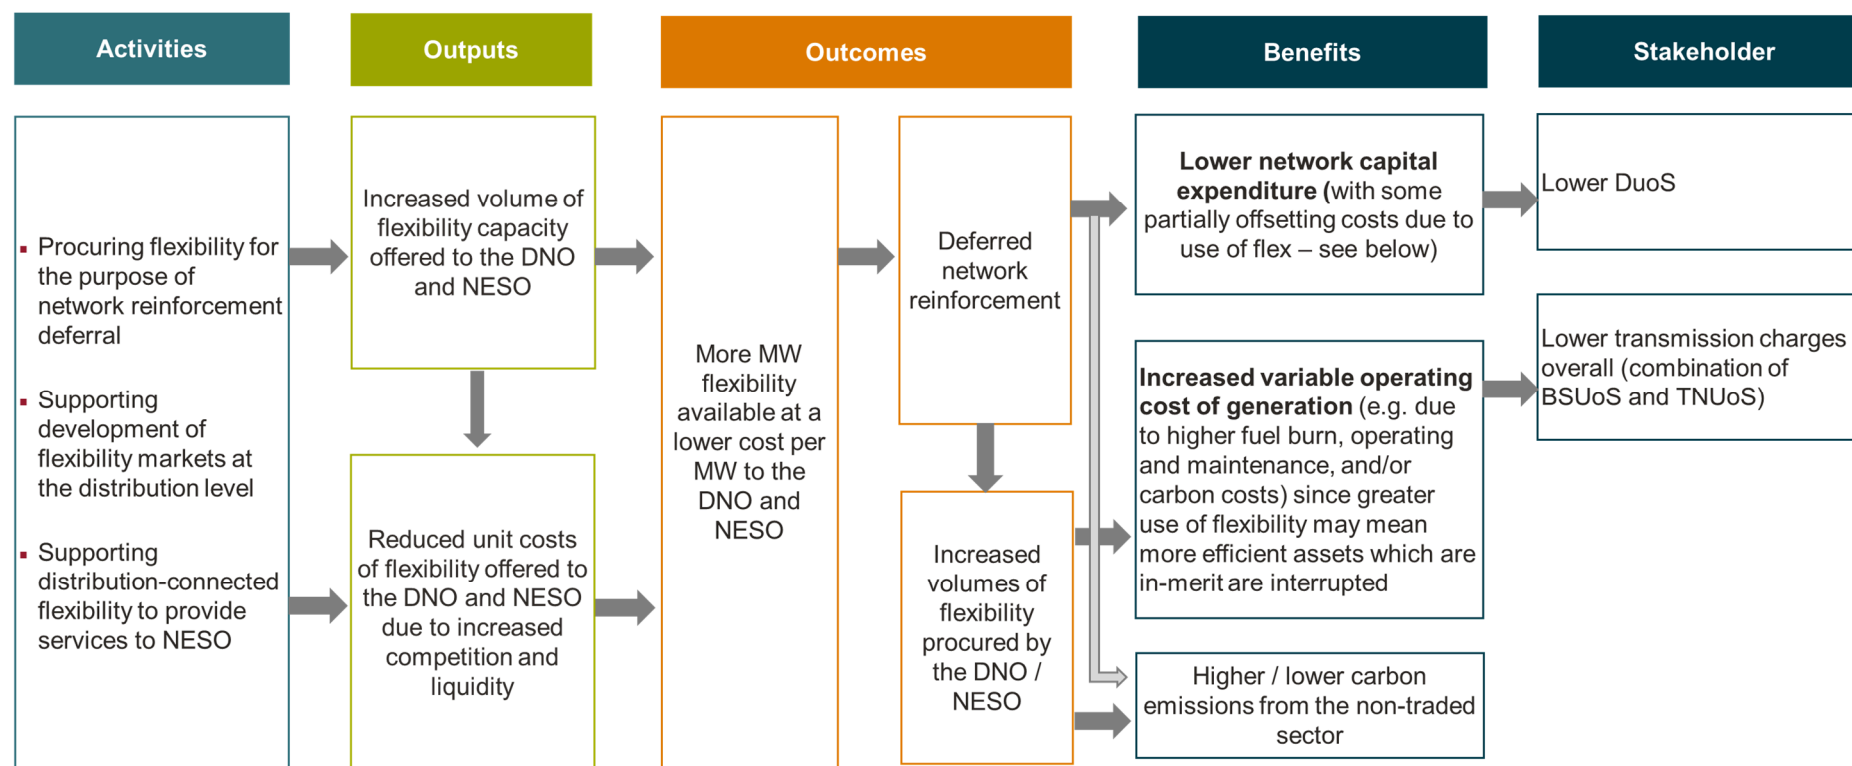 Activities
Outputs
Outcomes
Benefits
Stakeholder
▪ Procuring flexibility for
the purpose of
network reinforcement
deferral
▪ Supporting
development of
flexibility markets at
the distribution level
▪ Supporting
distribution-connected
flexibility to provide
services to NESO
Increased volume of
flexibility capacity
offered to the DNO
and NESO
Reduced unit costs
of flexibility offered to
the DNO and NESO
due to increased
competition and
liquidity
More MW
flexibility
available at a
lower cost per
MW to the
DNO and
NESO
Deferred
network
reinforcement
Increased
volumes of
flexibility
procured by
the DNO /
NESO
Lower network capital
expenditure (with some
partially offsetting costs due to
use of flex – see below)
Increased variable operating
cost of generation (e.g. due
to higher fuel burn, operating
and maintenance, and/or
carbon costs) since greater
use of flexibility may mean
more efficient assets which are
in-merit are interrupted
Higher / lower carbon
emissions from the non-traded
sector
Lower DuoS
Lower transmission charges
overall (combination of
BSUoS and TNUoS)